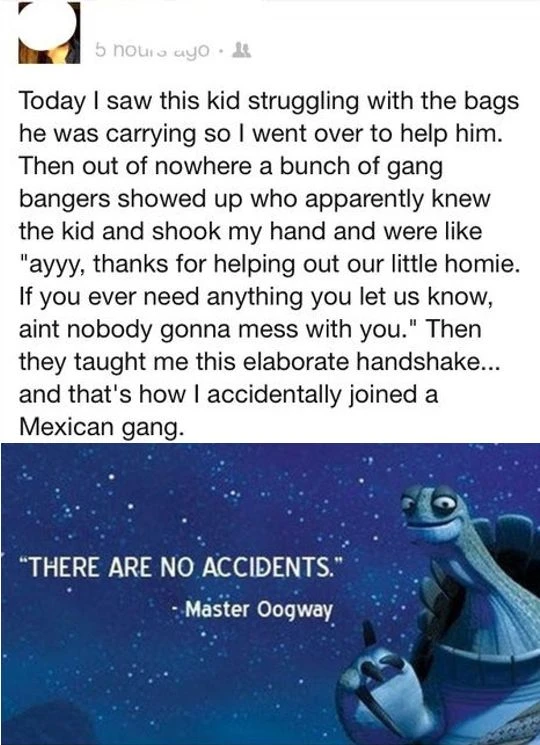 5 hours ago ·
Today I saw this kid struggling with the bags
he was carrying so I went over to help him.
Then out of nowhere a bunch of gang
bangers showed up who apparently knew
the kid and shook my hand and were like
"ayyy, thanks for helping out our little homie.
If you ever need anything you let us know,
aint nobody gonna mess with you." Then
they taught me this elaborate handshake...
and that's how I accidentally joined a
Mexican gang.
“THERE ARE NO ACCIDENTS.”
- Master Oogway